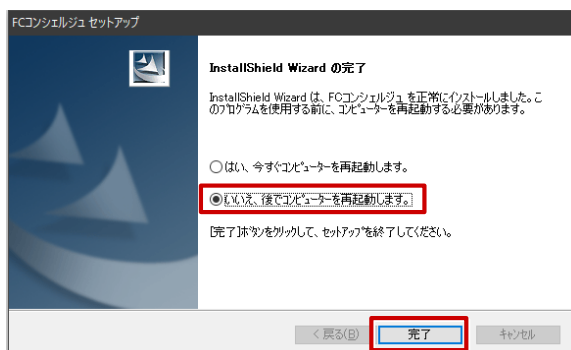 FCコンシェルジュ セットアップ
InstallShield Wizard の完了
InstallShield Wizard は、FCコンシェルジュ を正常にインストールしました。こ
のプログラムを使用する前に、コンピューターを再起動する必要があります。
はい、今すぐコンピューターを再起動します。
いいえ、後でコンピューターを再起動します。
[完了]ボタンをクリックして、セットアップを終了してください。
< 戻る(B)
完了
キャンセル